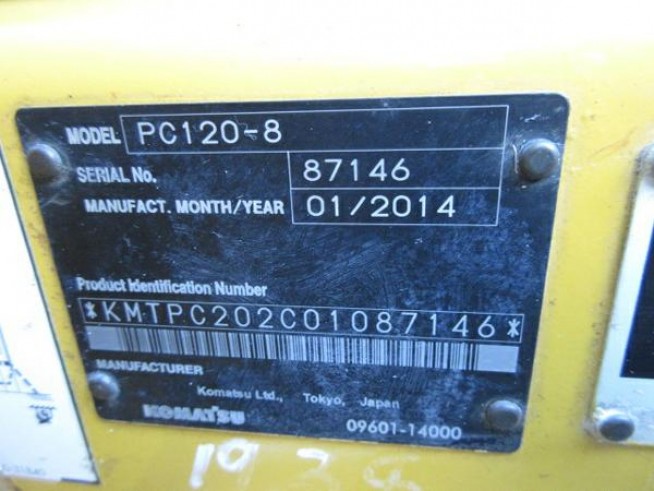 MODEL PC120-8
SERIAL No. 87146
MANUFACT. MONTH/YEAR 01/2014
Product Identification Number
*KMTPC202C01087146*
MANUFACTURER
Komatsu Ltd., Tokyo, Japan
KOMATSU 09601-14000